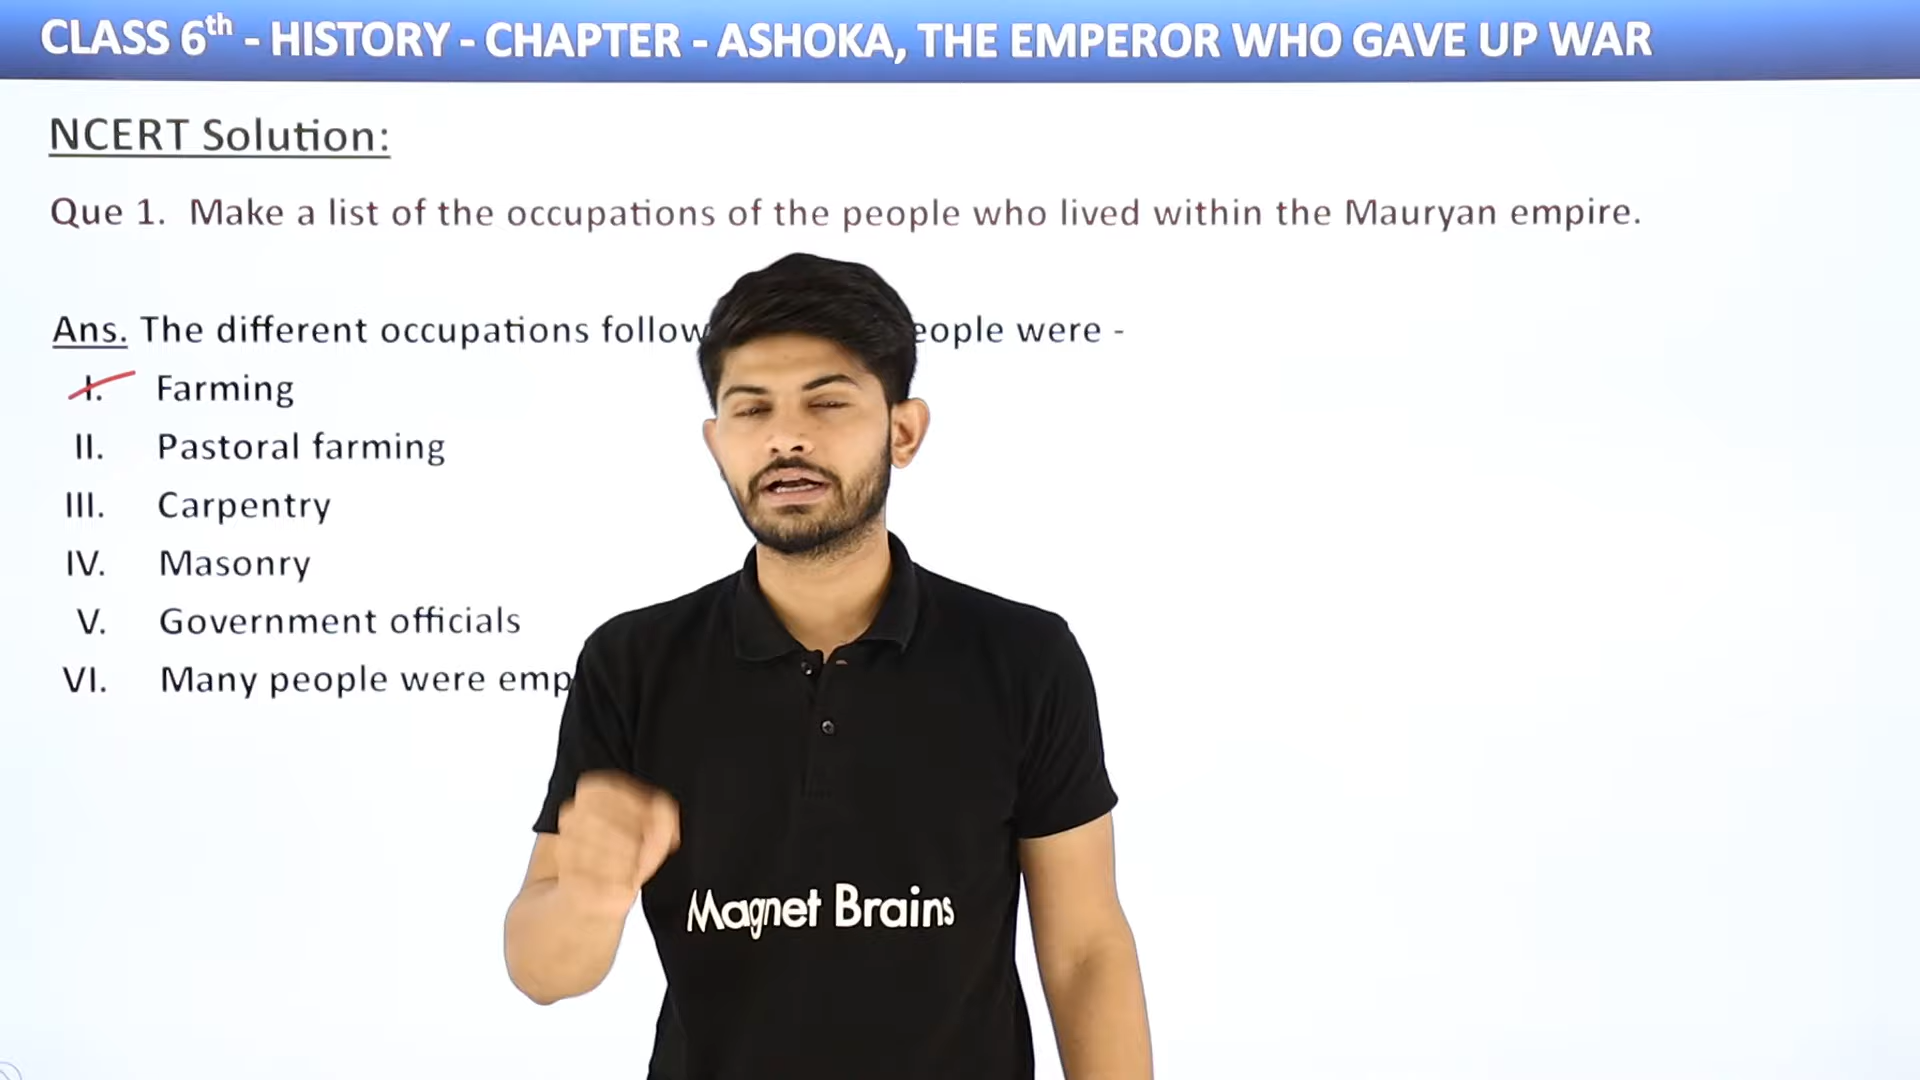 CLASS 6th - HISTORY - CHAPTER - ASHOKA, THE EMPEROR WHO GAVE UP WAR
NCERT Solution:
Que 1. Make a list of the occupations of the people who lived within the Mauryan empire.
Ans. The different occupations follow eople were -
I. Farming
II. Pastoral farming
III. Carpentry
IV. Masonry
V. Government officials
VI. Many people were emp
Magnet Brains